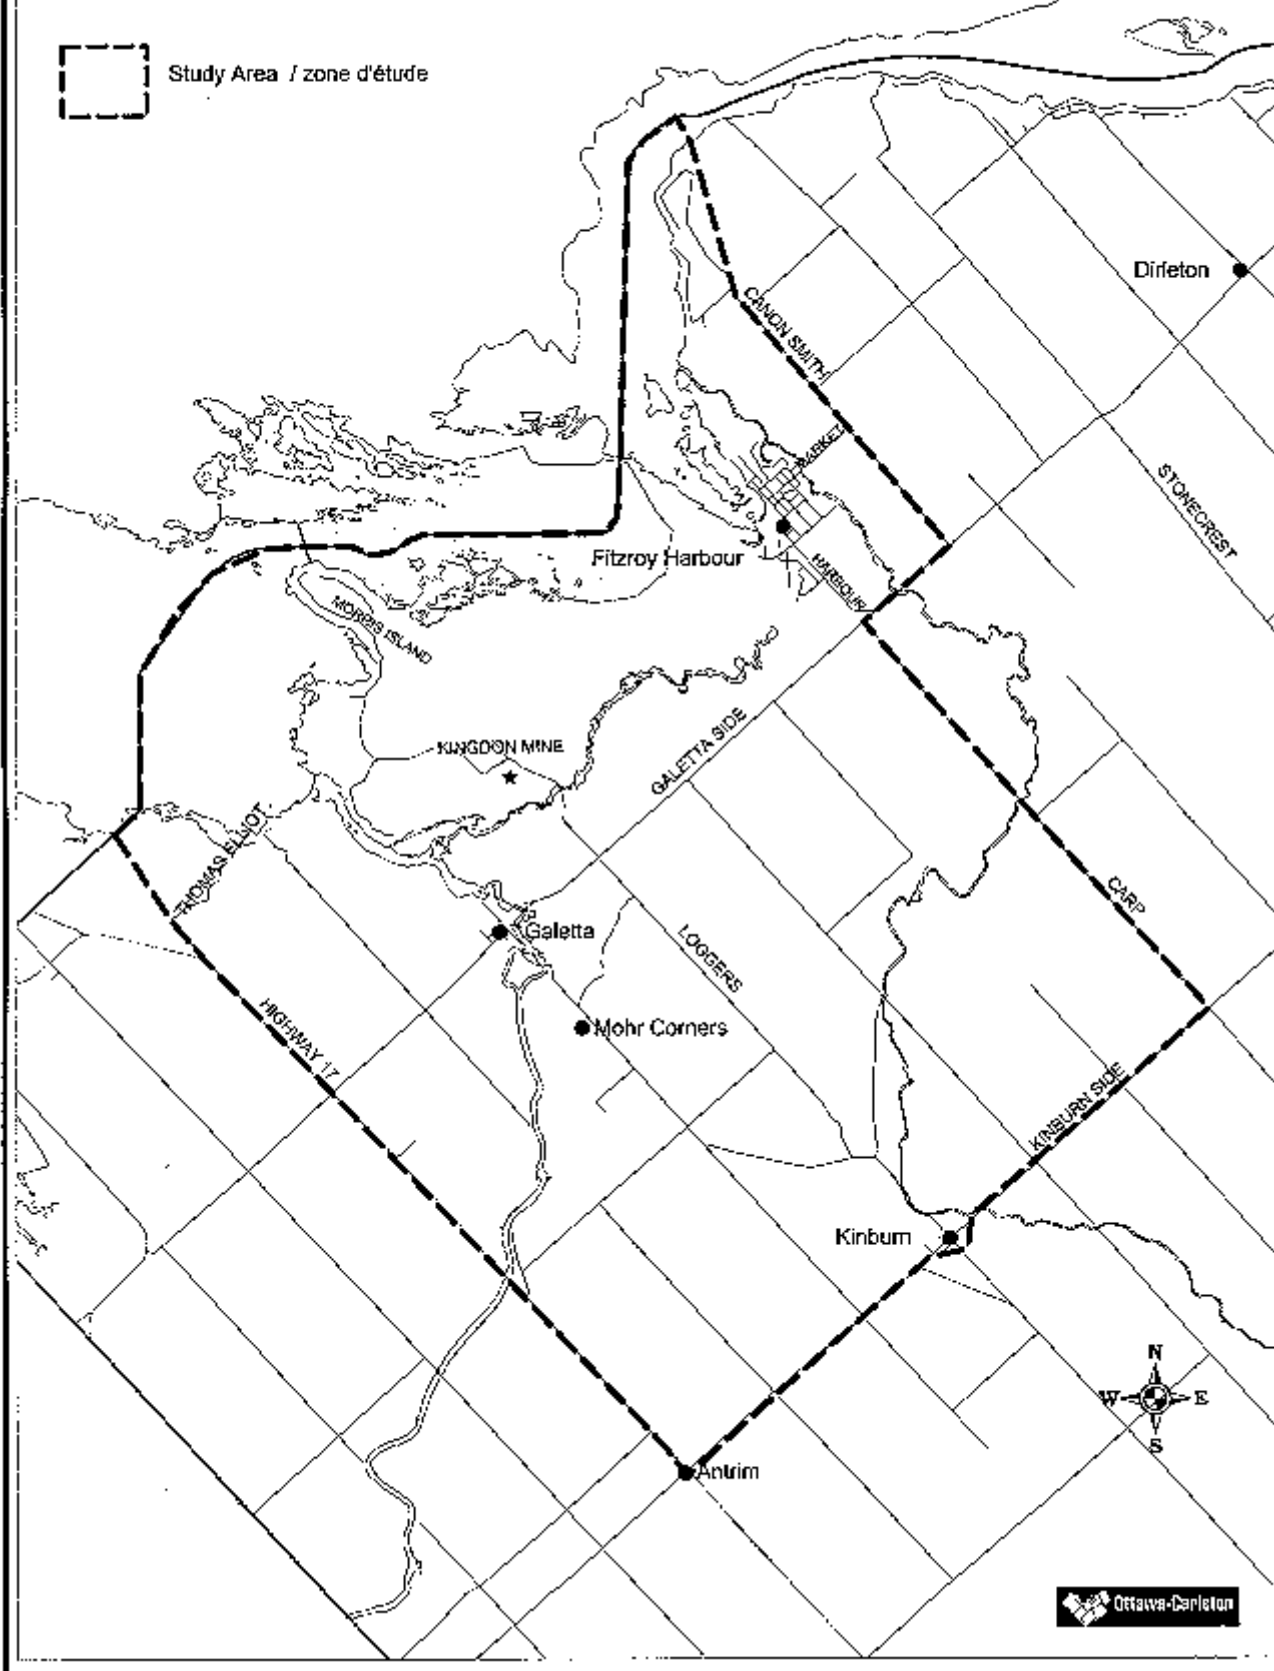 Study Area / zone d'étude
Dirleton
CANON SMITH
MARKET
STONECREST
Fitzroy Harbour
HARBOUR
MORRIS ISLAND
GALETTA SIDE
KINGDON MINE
THOMAS ELLIOT
CARP
Galetta
LOGGERS
HIGHWAY 17
Mohr Corners
KINBURN SIDE
Kinburn
N
W E
S
Antrim
Ottawa-Carleton